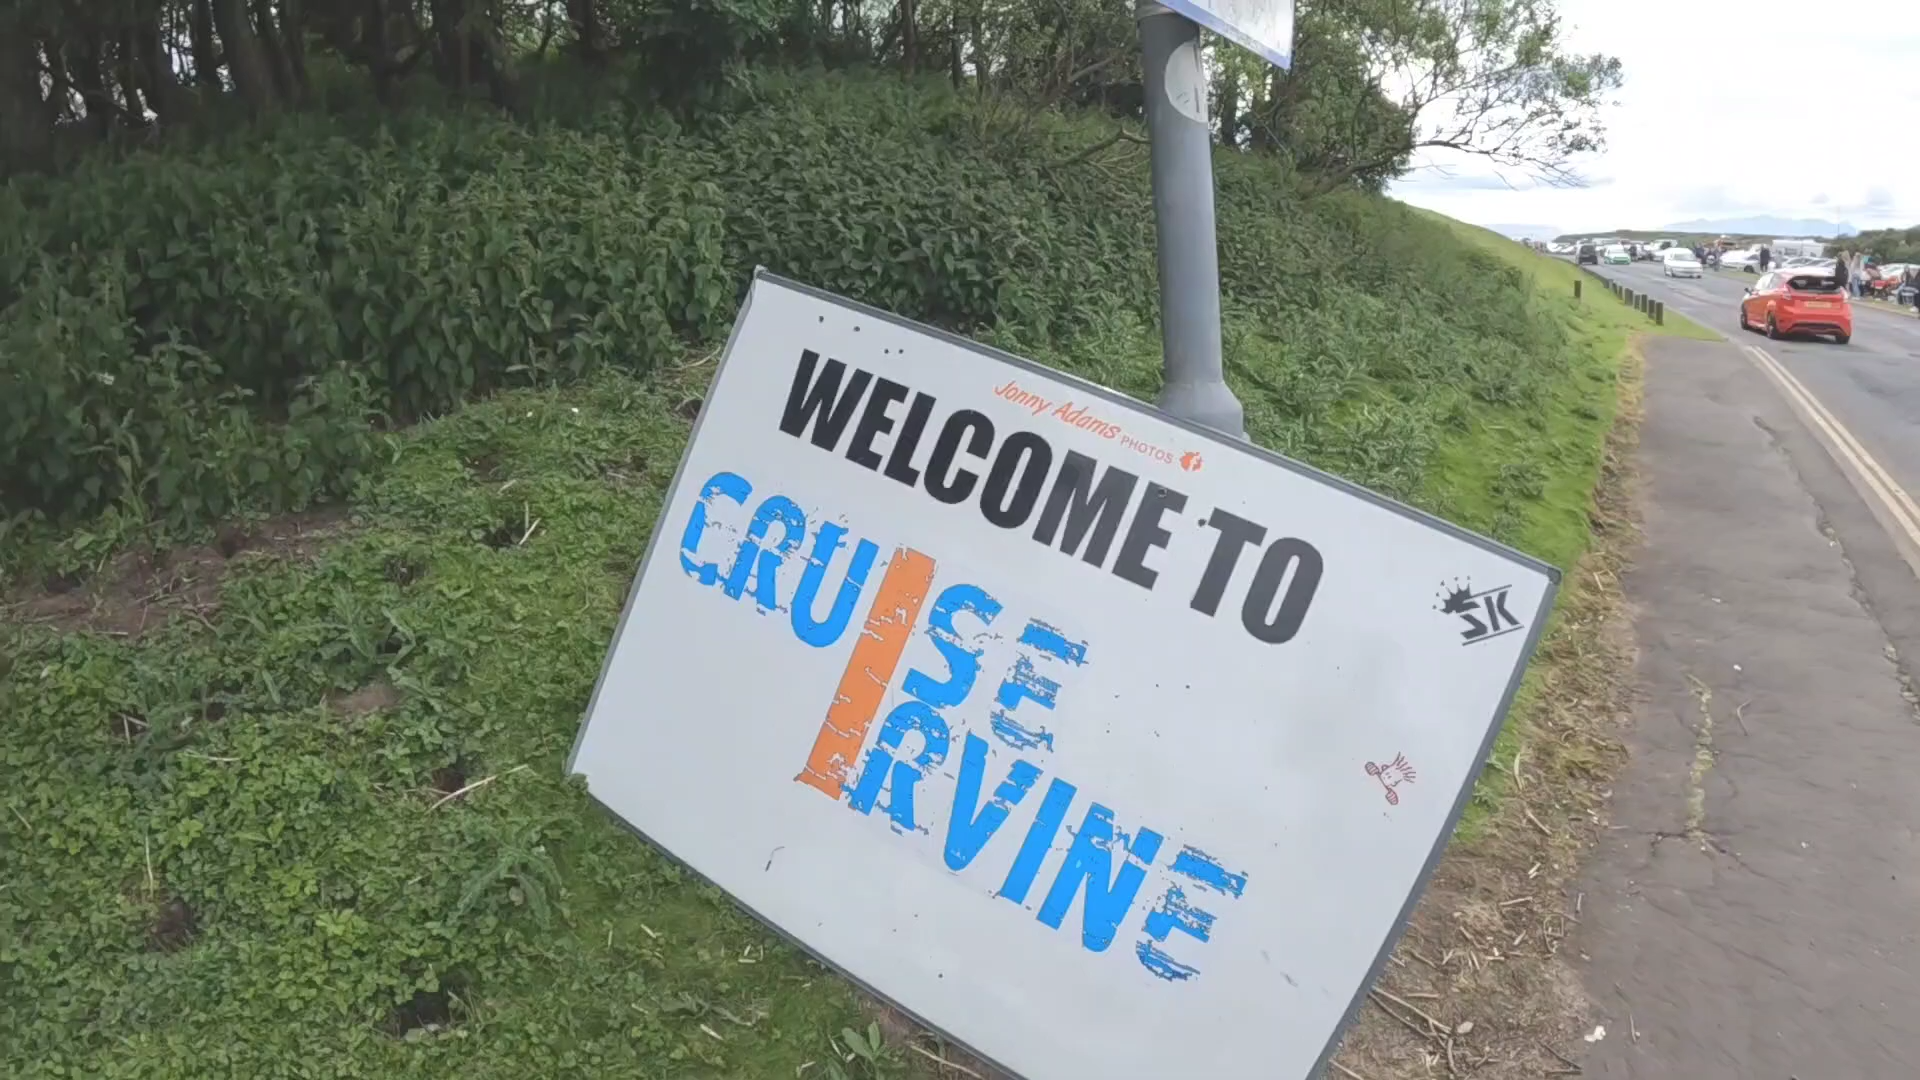 Jonny Adams PHOTOS
WELCOME TO
CRUISE
IRVINE
SK